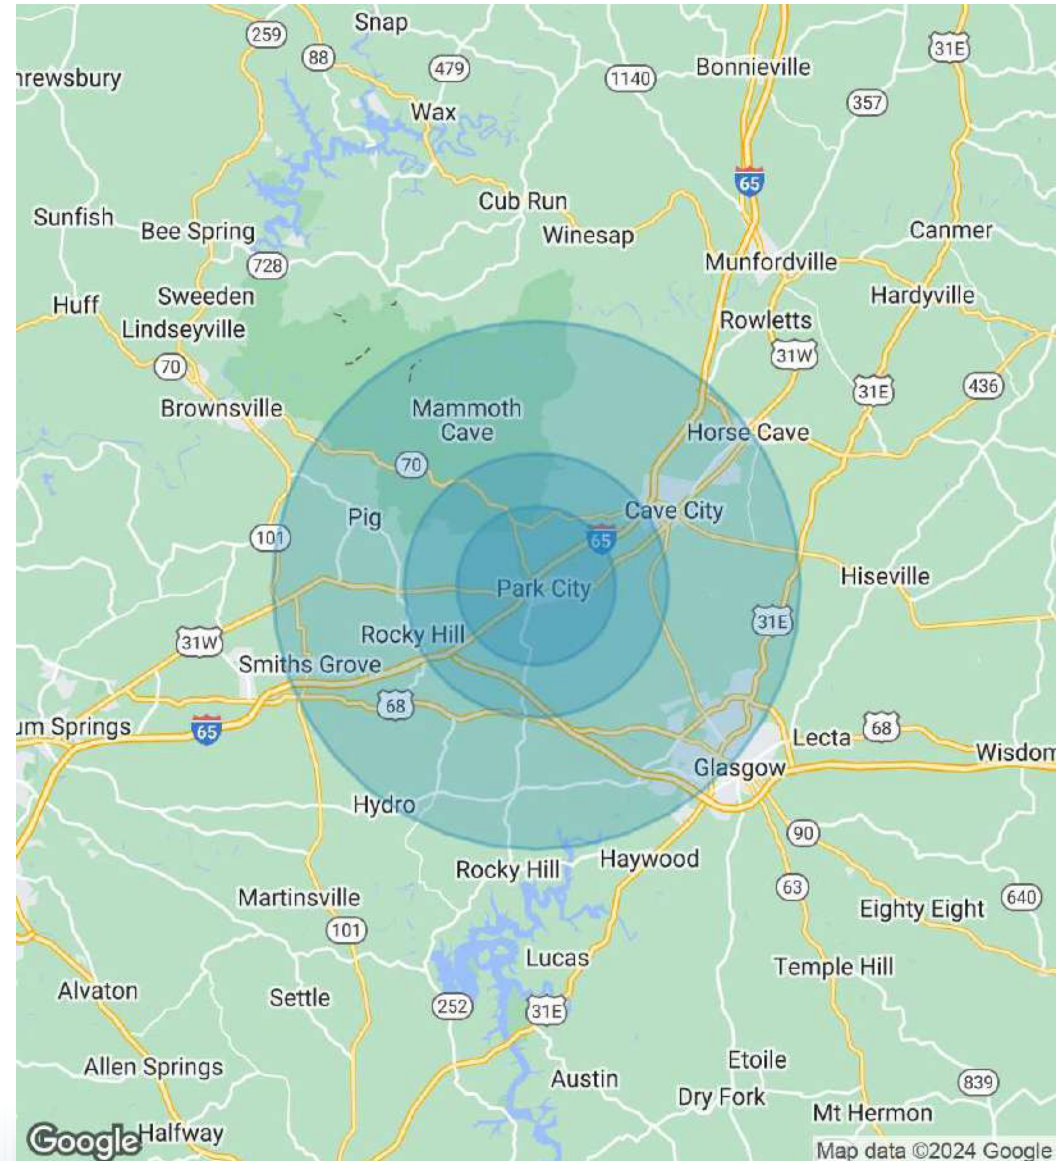 259
Snap
31E
88
479
Bonnieville
1140
hrewsbury
357
Wax
65
Cub Run
Sunfish
Bee Spring
Winesap
Canmer
728
Munfordville
Sweeden
Hardyville
Huff
Lindseyville
Rowletts
31W
70
436
31E
Brownsville
Mammoth
Cave
Horse Cave
70
Cave City
Pig
101
65
Hiseville
Park City
31E
Rocky Hill
31W
Smiths Grove
68
um Springs
65
68
Lecta
Wisdom
Glasgow
Hydro
90
Rocky Hill
Haywood
63
Martinsville
640
Eighty Eight
101
Lucas
Temple Hill
Alvaton
Settle
252
31E
Etoile
Allen Springs
Austin
839
Dry Fork
Mt Hermon
Google
Halfway
Map data ©2024 Google